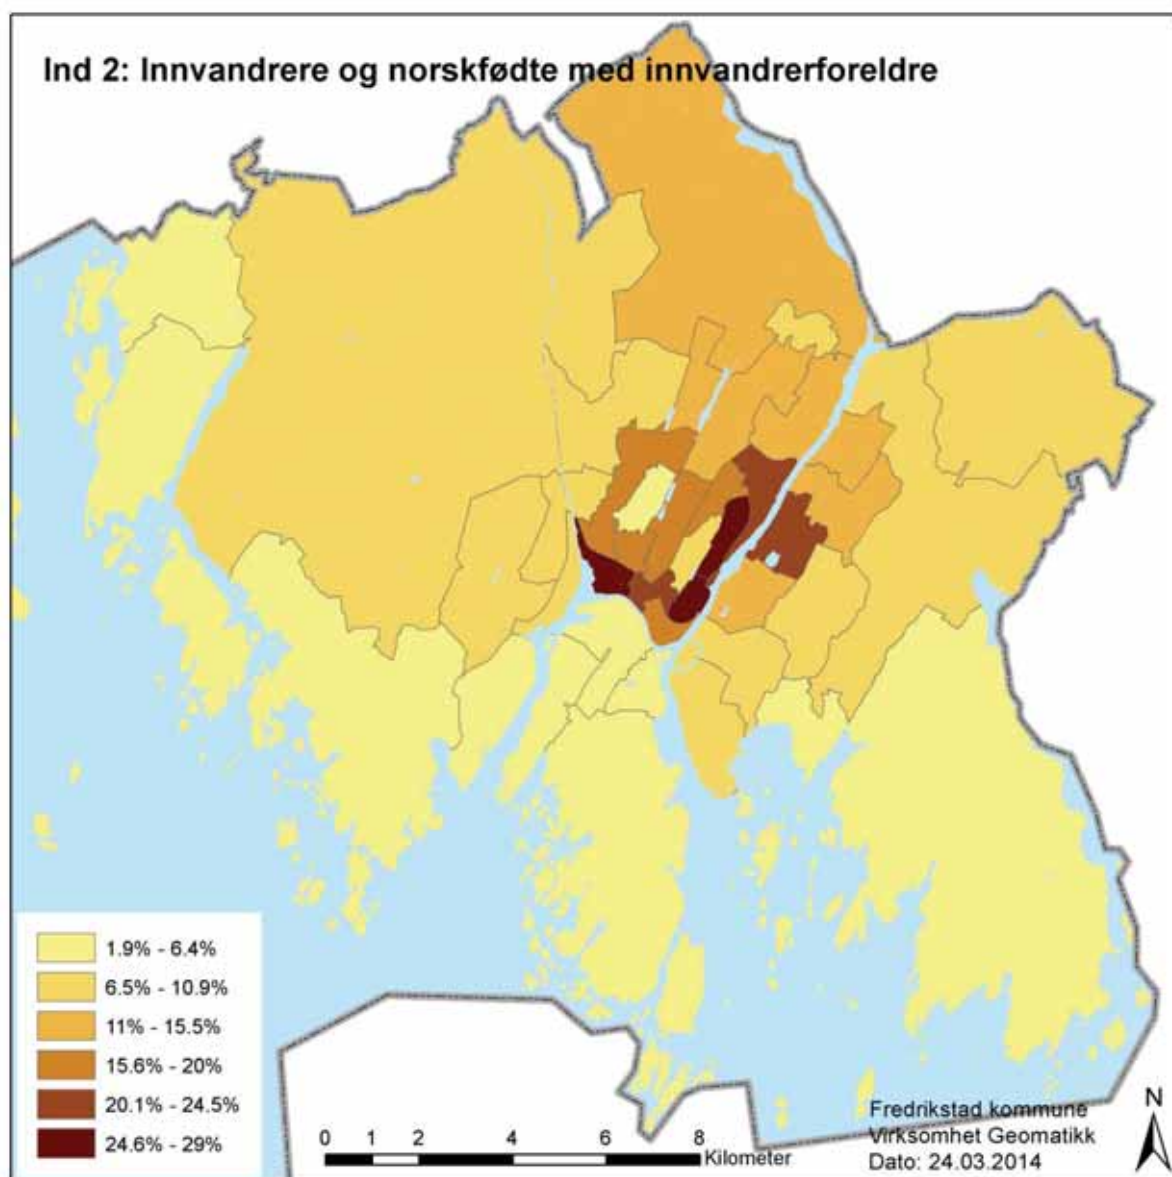 Ind 2: Innvandrere og norskfødte med innvandrerforeldre
1.9% - 6.4%
6.5% - 10.9%
11% - 15.5%
15.6% - 20%
20.1% - 24.5%
24.6% - 29%
0 1 2 4 6 8
Kilometer
Fredrikstad kommune
Virksomhet Geomatikk
Dato: 24.03.2014
N